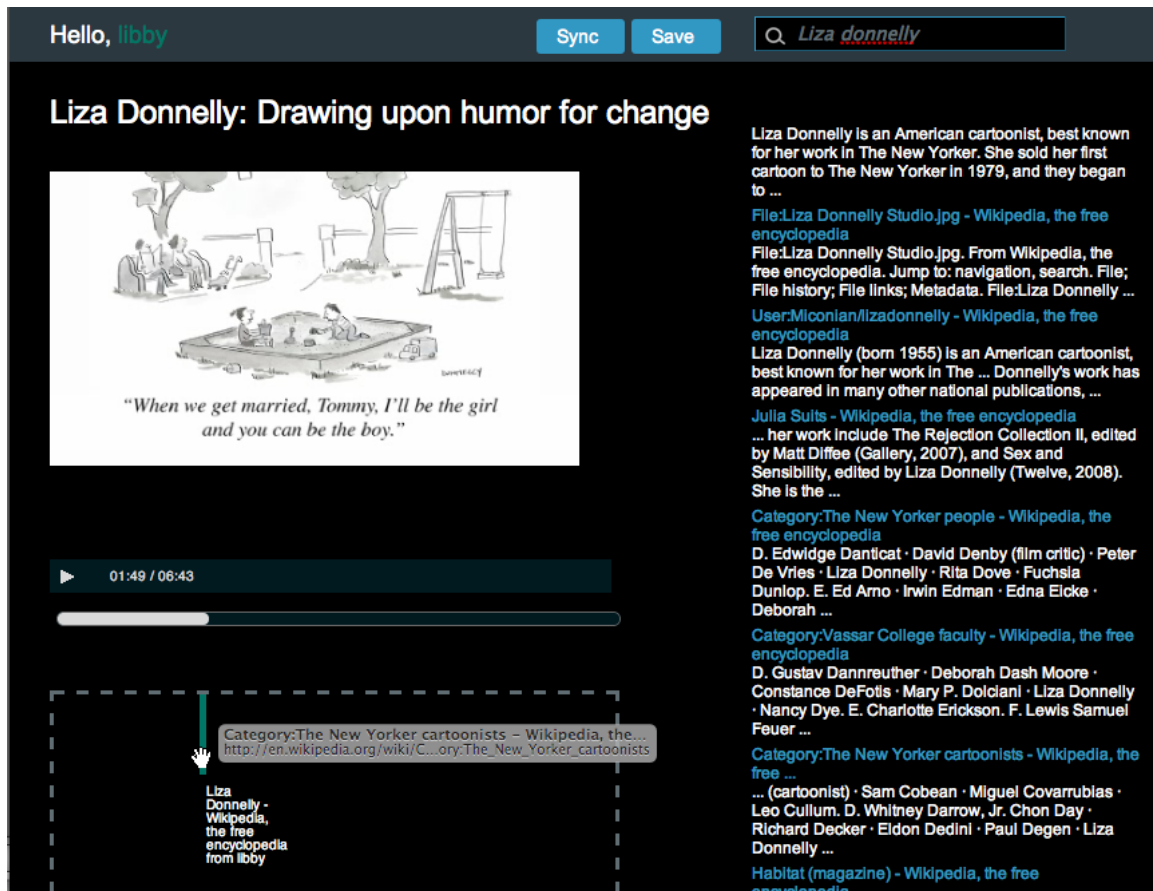 Hello, libby
Sync
Save
Liza donnelly
Liza Donnelly: Drawing upon humor for change
DONNELLY
"When we get married, Tommy, I'll be the girl
and you can be the boy."
01:49 / 06:43
Category:The New Yorker cartoonists - Wikipedia, the...
http://en.wikipedia.org/wiki/C...ory:The_New_Yorker_cartoonists
Liza
Donnelly -
Wikipedia,
the free
encyclopedia
from libby
Liza Donnelly is an American cartoonist, best known
for her work in The New Yorker. She sold her first
cartoon to The New Yorker in 1979, and they began
to ...
File:Liza Donnelly Studio.jpg - Wikipedia, the free
encyclopedia
File:Liza Donnelly Studio.jpg. From Wikipedia, the
free encyclopedia. Jump to: navigation, search. File;
File history; File links; Metadata. File:Liza Donnelly ...
User:Miconian/lizadonnelly - Wikipedia, the free
encyclopedia
Liza Donnelly (born 1955) is an American cartoonist,
best known for her work in The ... Donnelly's work has
appeared in many other national publications, ...
Julia Suits - Wikipedia, the free encyclopedia
... her work include The Rejection Collection II, edited
by Matt Diffee (Gallery, 2007), and Sex and
Sensibility, edited by Liza Donnelly (Twelve, 2008).
She is the ...
Category:The New Yorker people - Wikipedia, the
free encyclopedia
D. Edwidge Danticat · David Denby (film critic) · Peter
De Vries · Liza Donnelly · Rita Dove · Fuchsia
Dunlop. E. Ed Arno · Irwin Edman · Edna Eicke ·
Deborah ...
Category:Vassar College faculty - Wikipedia, the free
encyclopedia
D. Gustav Dannreuther · Deborah Dash Moore ·
Constance DeFotis · Mary P. Dolciani · Liza Donnelly
· Nancy Dye. E. Charlotte Erickson. F. Lewis Samuel
Feuer ...
Category:The New Yorker cartoonists - Wikipedia, the
free ...
... (cartoonist) · Sam Cobean · Miguel Covarrubias ·
Leo Cullum. D. Whitney Darrow, Jr. Chon Day ·
Richard Decker · Eldon Dedini · Paul Degen · Liza
Donnelly ...
Habitat (magazine) - Wikipedia, the free
encyclopedia